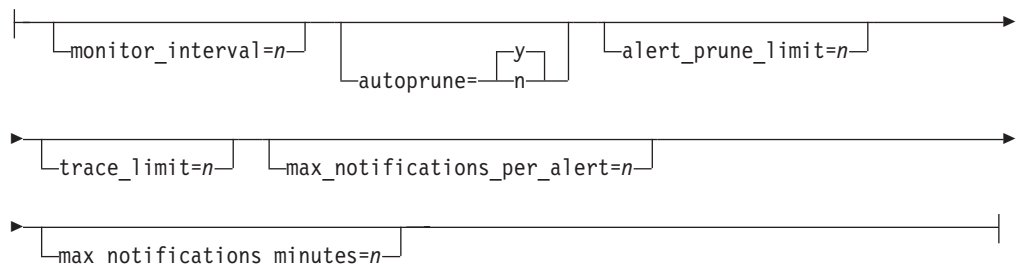 monitor_interval=n
y
autoprune= n
alert_prune_limit=n
trace_limit=n
max_notifications_per_alert=n
max notifications minutes=n